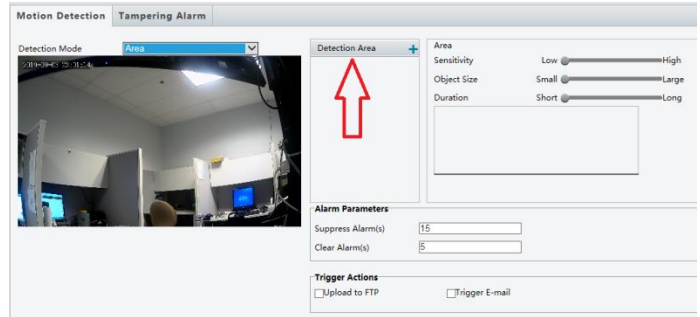 Motion Detection Tampering Alarm
Detection Mode Area
Detection Area +
Area
Sensitivity Low High
Object Size Small Large
Duration Short Long
Alarm Parameters
Suppress Alarm(s) 15
Clear Alarm(s) 5
Trigger Actions
Upload to FTP Trigger E-mail